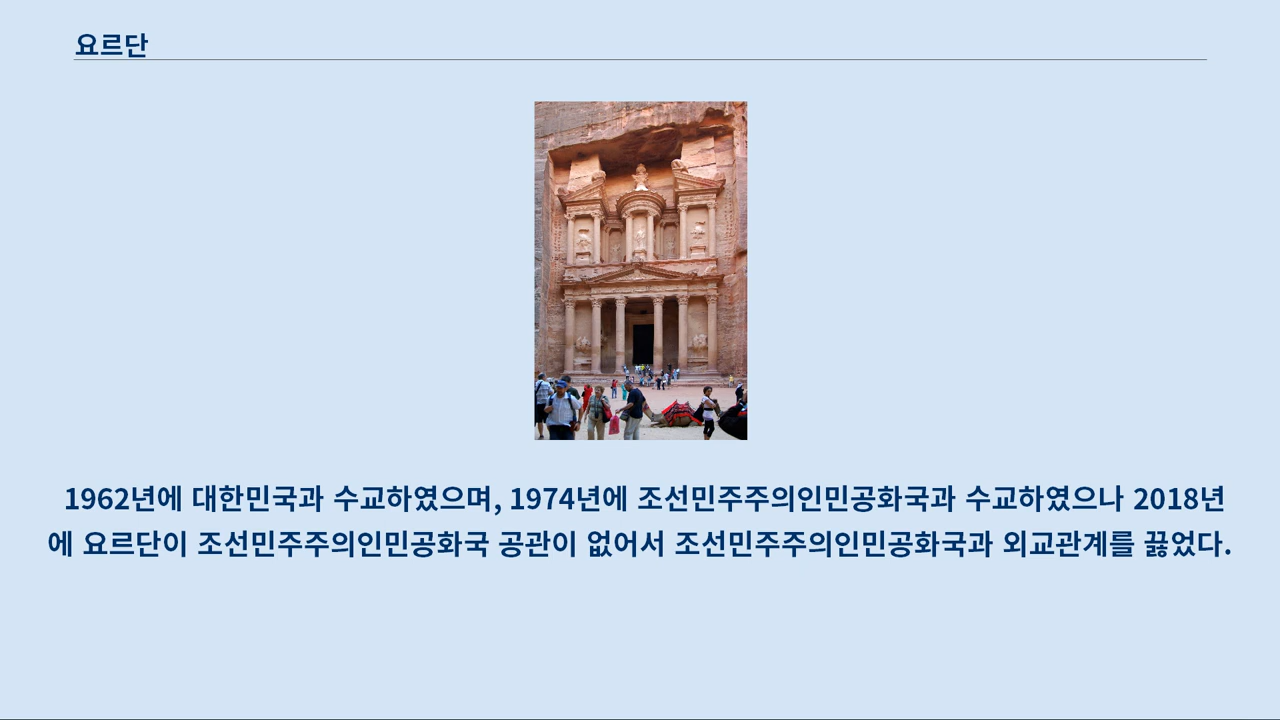 요르단
1962년에 대한민국과 수교하였으며, 1974년에 조선민주주의인민공화국과 수교하였으나 2018년
에 요르단이 조선민주주의인민공화국 공관이 없어서 조선민주주의인민공화국과 외교관계를 끊었다.